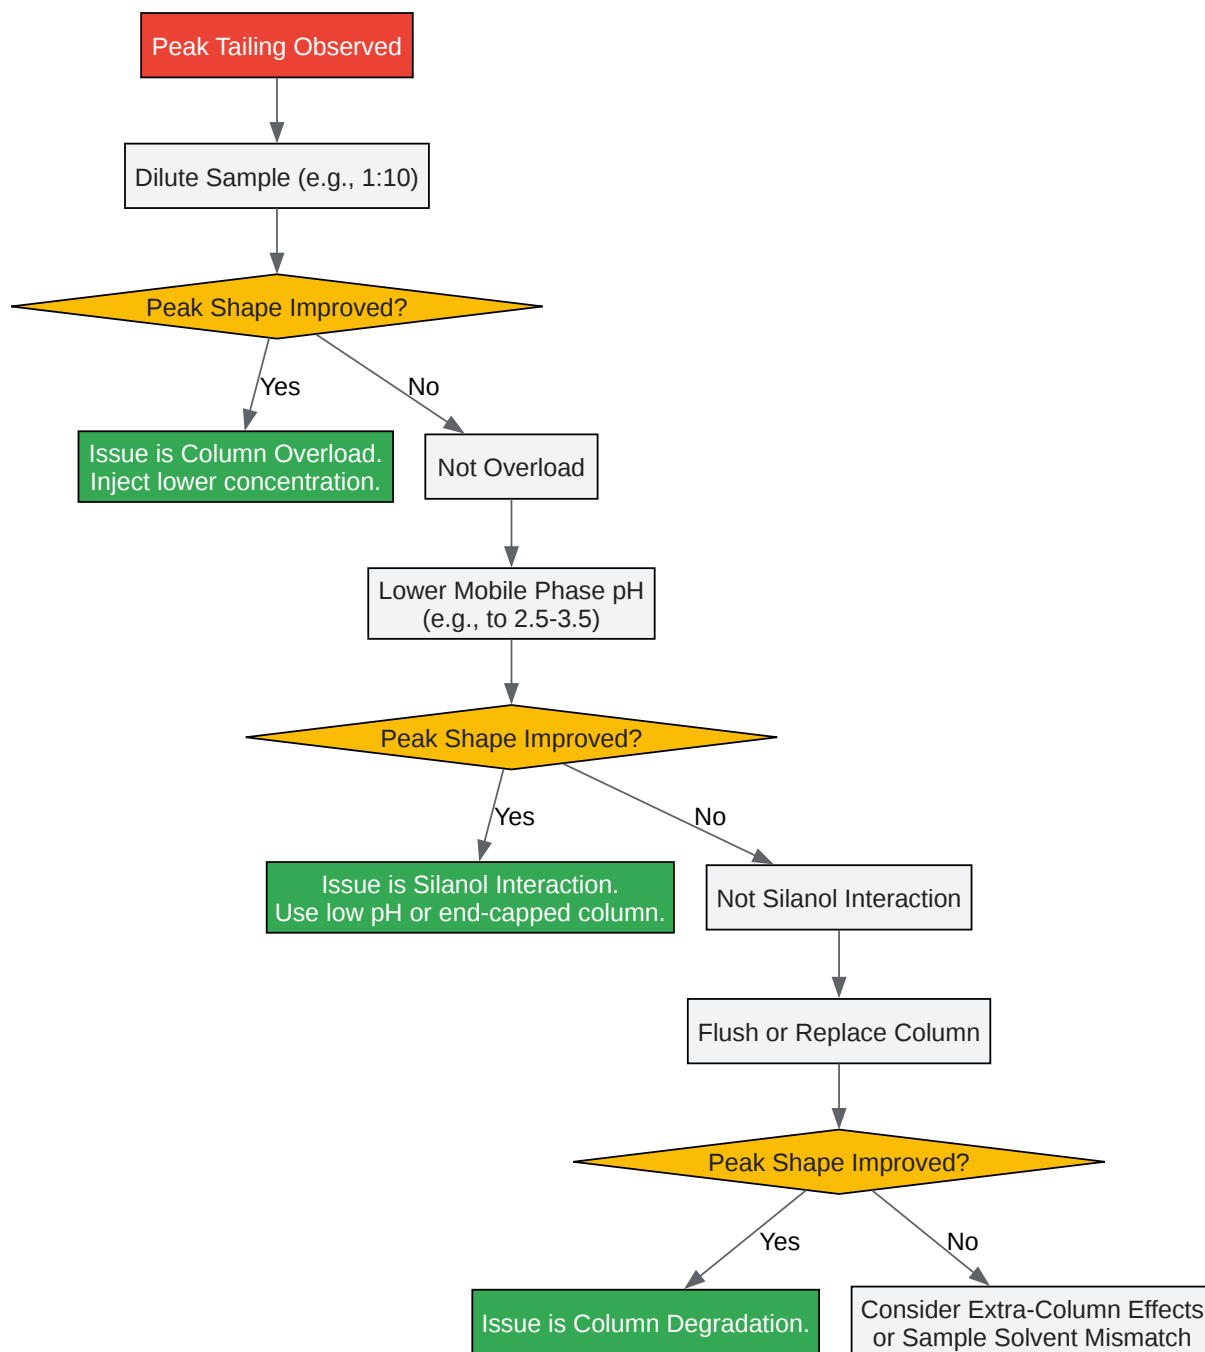 Peak Tailing Observed
Dilute Sample (e.g., 1:10)
Peak Shape Improved?
Yes
No
Issue is Column Overload.
Inject lower concentration.
Not Overload
Lower Mobile Phase pH
(e.g., to 2.5-3.5)
Peak Shape Improved?
Yes
No
Issue is Silanol Interaction.
Use low pH or end-capped column.
Not Silanol Interaction
Flush or Replace Column
Peak Shape Improved?
Yes
No
Issue is Column Degradation.
Consider Extra-Column Effects
or Sample Solvent Mismatch